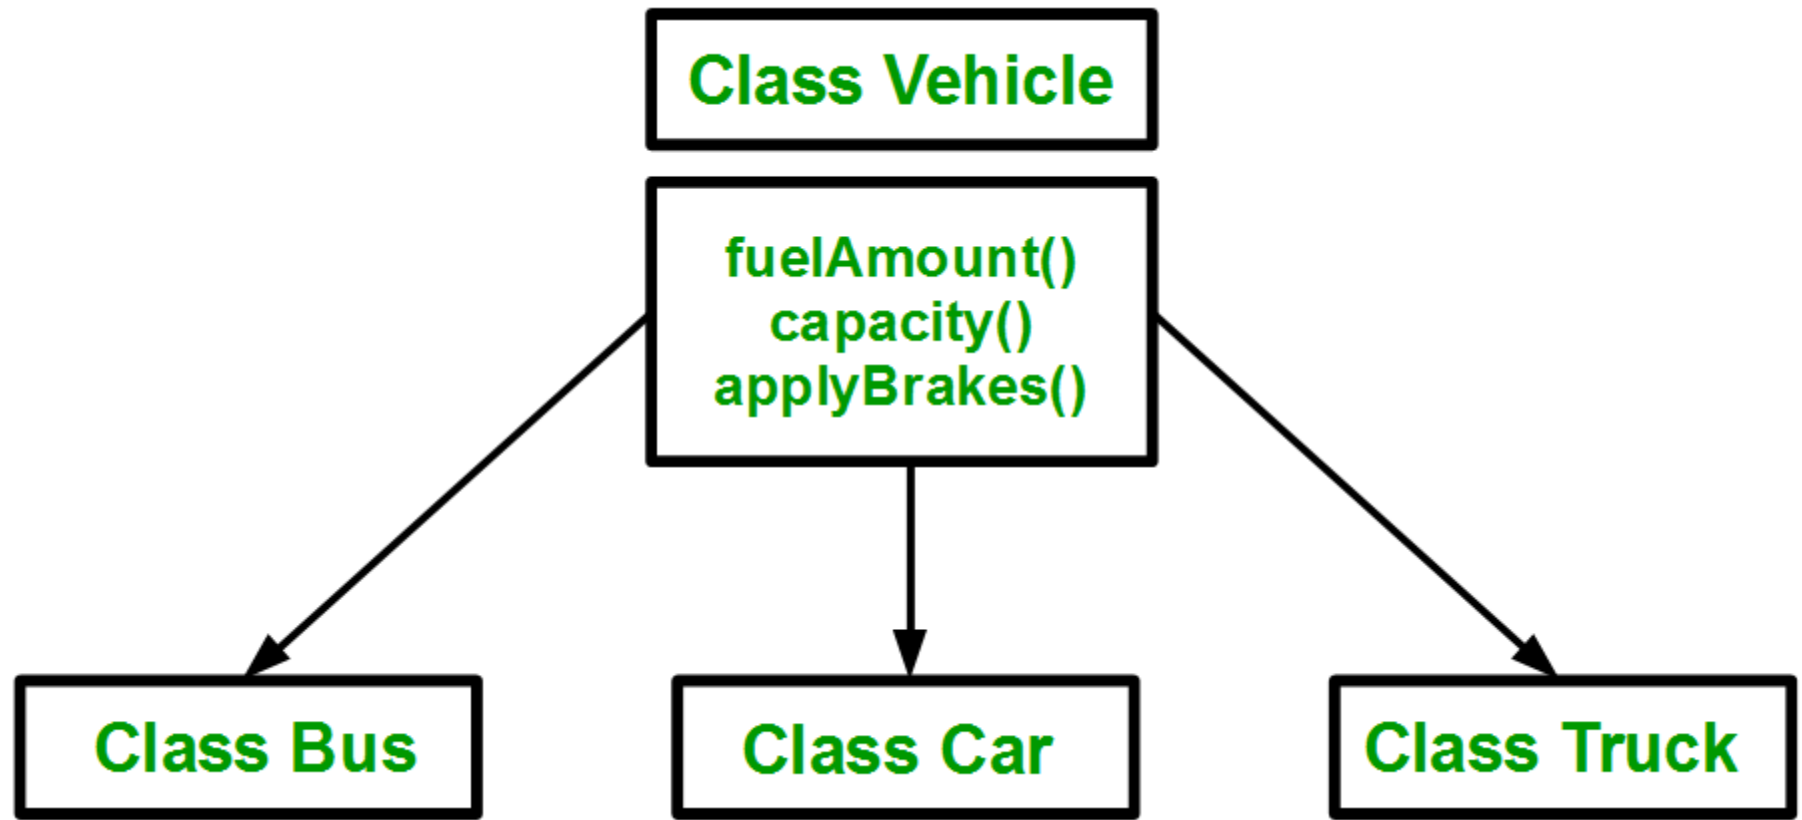 Class Vehicle
fuelAmount()
capacity()
applyBrakes()
Class Bus
Class Car
Class Truck